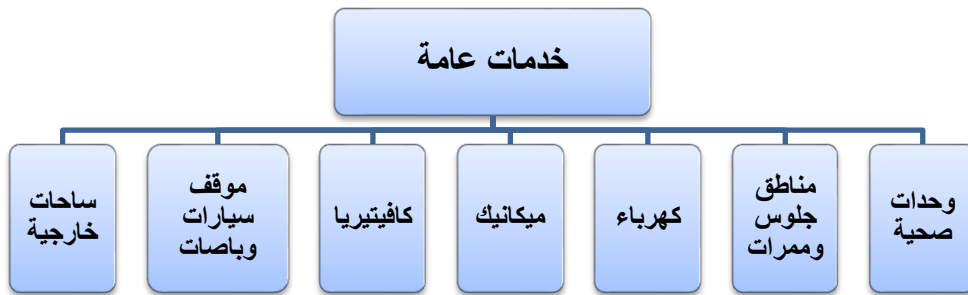 خدمات عامة
وحدات
صحية
مناطق
جلوس
وممرات
كهرباء
ميكانيك
كافيتيريا
موقف
سيارات
وباصات
ساحات
خارجية